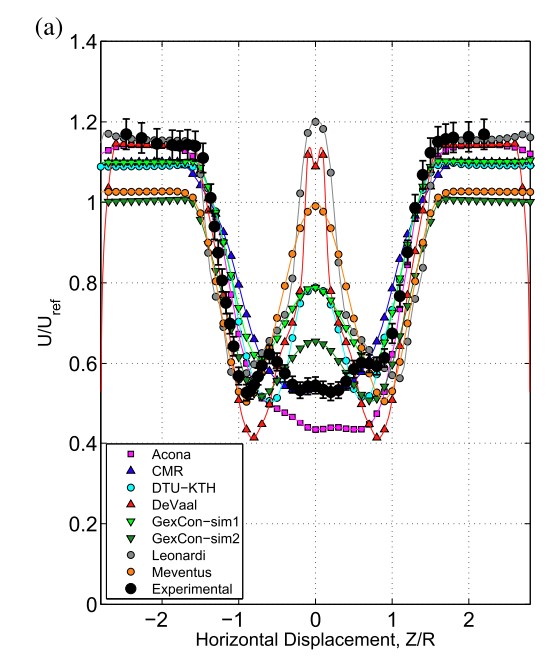 (a)
1.4
1.2
1
0.8
0.6
0.4
0.2
0
U/U_ref
Acona
CMR
DTU−KTH
DeVaal
GexCon−sim1
GexCon−sim2
Leonardi
Meventus
Experimental
−2 −1 0 1 2
Horizontal Displacement, Z/R